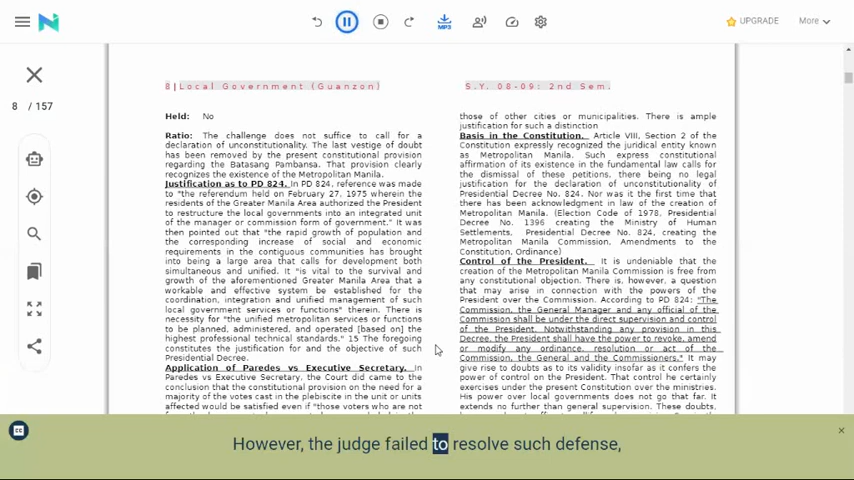 MP3
UPGRADE
More
8 / 157
8|Local Government (Guanzon)
S.Y. 08-09: 2nd Sem.
Held: No
Ratio: The challenge does not suffice to call for a
declaration of unconstitutionality. The last vestige of doubt
has been removed by the present constitutional provision
regarding the Batasang Pambansa. That provision clearly
recognizes the existence of the Metropolitan Manila.
Justification as to PD 824. In PD 824, reference was made
to "the referendum held on February 27, 1975 wherein the
residents of the Greater Manila Area authorized the President
to restructure the local governments into an integrated unit
of the manager or commission form of government." It was
then pointed out that "the rapid growth of population and
the corresponding increase of social and economic
requirements in the contiguous communities has brought
into being a large area that calls for development both
simultaneous and unified. It "is vital to the survival and
growth of the aforementioned Greater Manila Area that a
workable and effective system be established for the
coordination, integration and unified management of such
local government services or functions" therein. There is
necessity for "unified metropolitan services or functions
to be planned, administered, and operated [based on] the
highest professional technical standards." 15 The foregoing
constitutes the justification for and the objective of such
Presidential Decree.
Application of Paredes vs Executive Secretary. In
Paredes vs Executive Secretary, the Court did came to the
conclusion that the constitutional provision on the need for a
majority of the votes cast in the plebiscite in the unit or units
affected would be satisfied even if "those voters who are not
those of other cities or municipalities. There is ample
justification for such a distinction
Basis in the Constitution. Article VIII, Section 2 of the
Constitution expressly recognized the juridical entity known
as Metropolitan Manila. Such express constitutional
affirmation of its existence in the fundamental law calls for
the dismissal of these petitions, there being no legal
justification for the declaration of unconstitutionality of
Presidential Decree No. 824. Nor was it the first time that
there has been acknowledgment in law of the creation of
Metropolitan Manila. (Election Code of 1978, Presidential
Decree No. 1396 creating the Ministry of Human
Settlements, Presidential Decree No. 824, creating the
Metropolitan Manila Commission, Amendments to the
Constitution, Ordinance)
Control of the President. It is undeniable that the
creation of the Metropolitan Manila Commission is free from
any constitutional objection. There is, however, a question
that may arise in connection with the powers of the
President over the Commission. According to PD 824: "The
Commission, the General Manager and any official of the
Commission shall be under the direct supervision and control
of the President. Notwithstanding any provision in this
Decree, the President shall have the power to revoke, amend
or modify any ordinance, resolution or act of the
Commission, the General and the Commissioners." It may
give rise to doubts as to its validity insofar as it confers the
power of control on the President. That control he certainly
exercises under the present Constitution over the ministries.
His power over local governments does not go that far. It
extends no further than general supervision. These doubts,
However, the judge failed to resolve such defense,